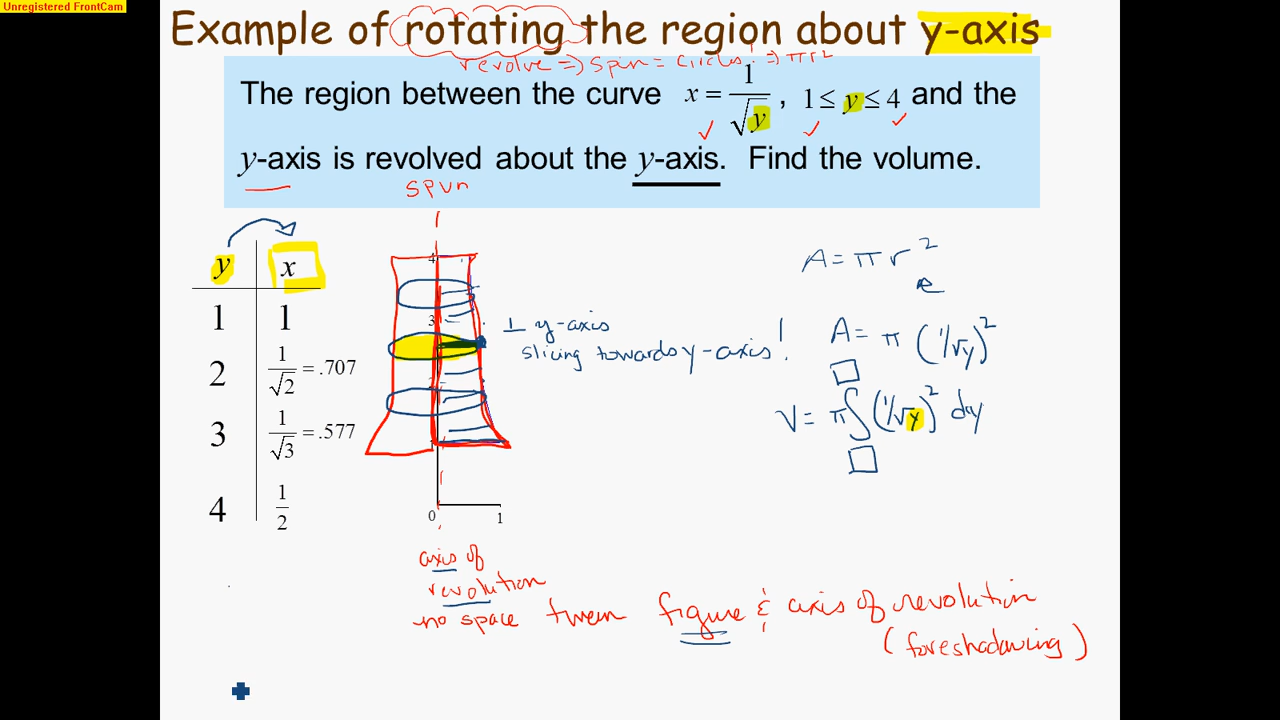 Unregistered FrontCam
Example of rotating the region about y-axis
revolve => spin = circles! => πr²
The region between the curve x = 1/√y , 1 ≤ y ≤ 4 and the
y-axis is revolved about the y-axis. Find the volume.
spun
y x
1 1
2 1/√2 = .707
3 1/√3 = .577
4 1/2
4
3
2
1
0 1
⊥ y-axis
slicing towards y-axis!
A = πr²
A = π (1/√y)²
V = π∫(1/√y)² dy
axis of
revolution
no space tween figure & axis of revolution
(foreshadowing)